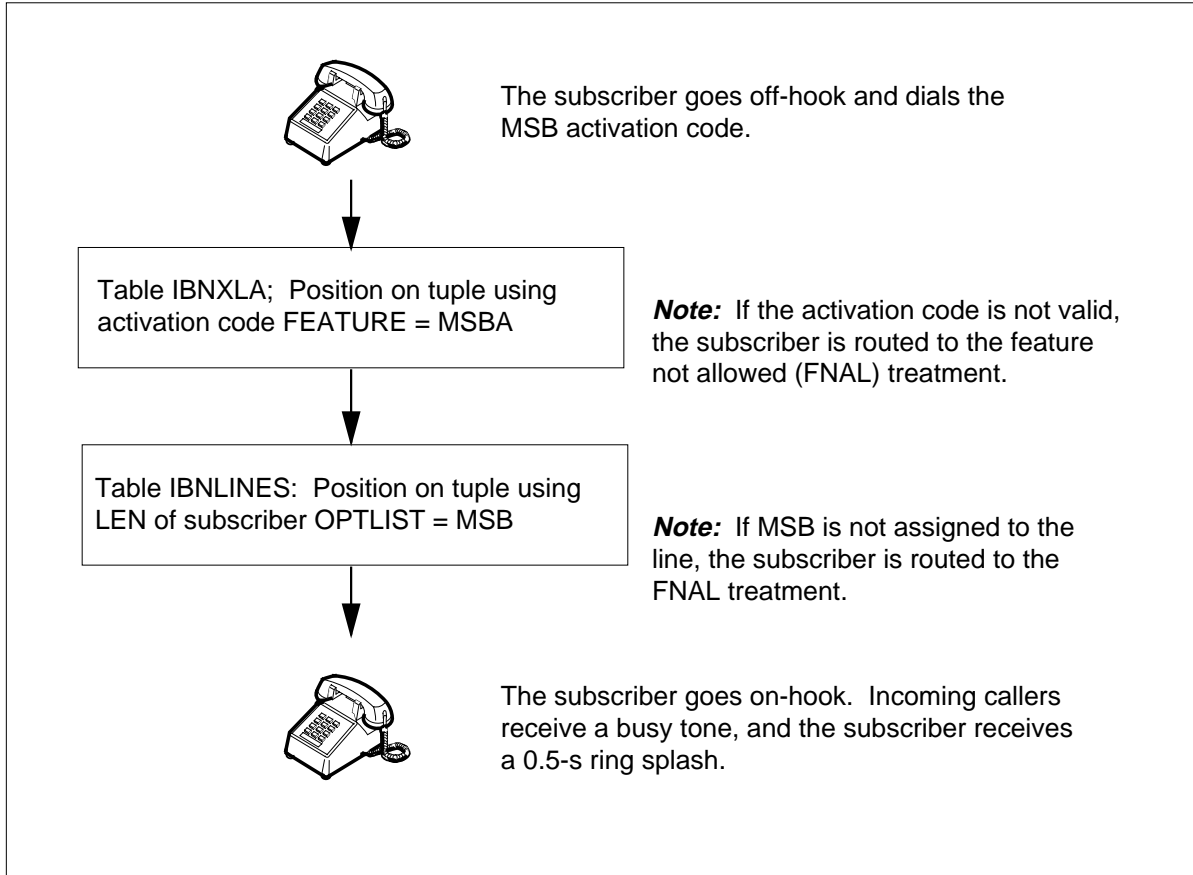 The subscriber goes off-hook and dials the
MSB activation code.
Table IBNXLA;  Position on tuple using
activation code FEATURE = MSBA
Note:  If the activation code is not valid,
the subscriber is routed to the feature
not allowed (FNAL) treatment.
Table IBNLINES:  Position on tuple using
LEN of subscriber OPTLIST = MSB
Note:  If MSB is not assigned to the
line, the subscriber is routed to the
FNAL treatment.
The subscriber goes on-hook.  Incoming callers
receive a busy tone, and the subscriber receives
a 0.5-s ring splash.